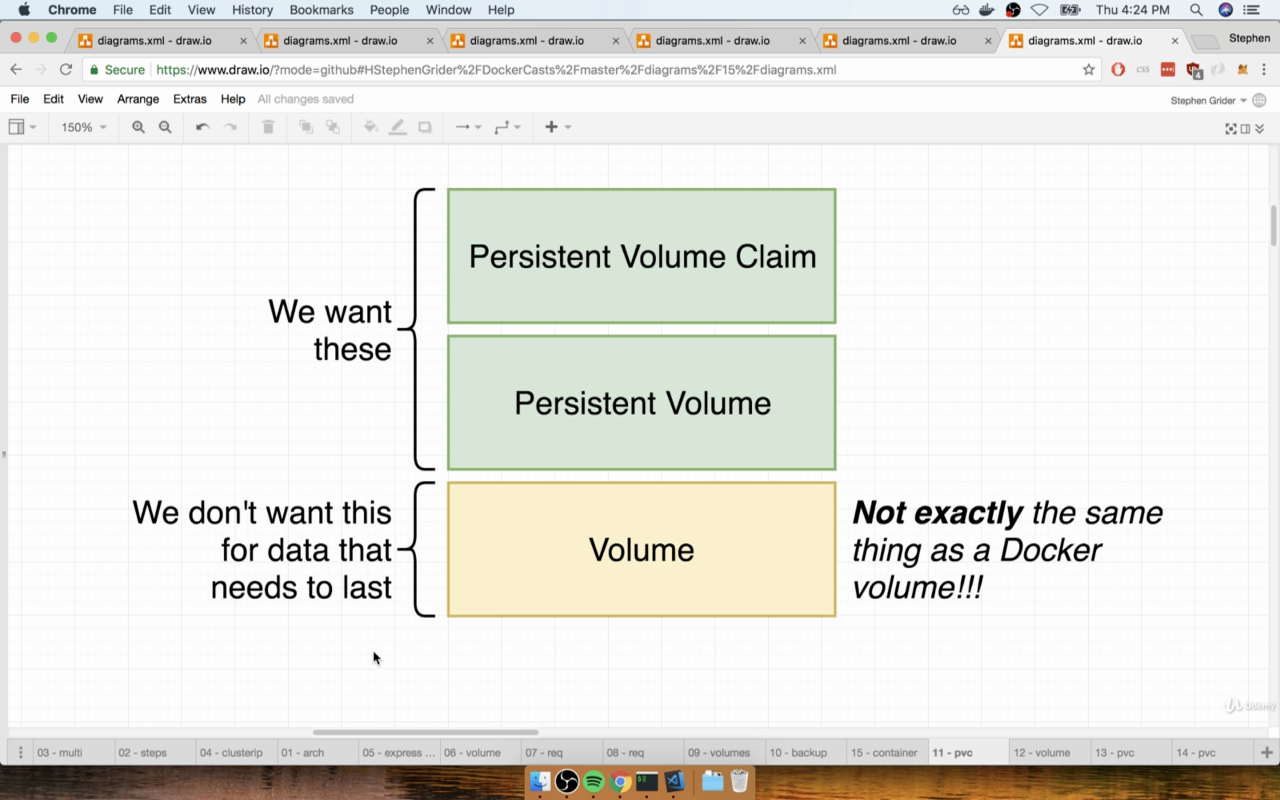 Chrome File Edit View History Bookmarks People Window Help Thu 4:24 PM
diagrams.xml - draw.io diagrams.xml - draw.io diagrams.xml - draw.io diagrams.xml - draw.io diagrams.xml - draw.io diagrams.xml - draw.io Stephen
Secure https://www.draw.io/?mode=github#HStephenGrider%2FDockerCasts%2Fmaster%2Fdiagrams%2F15%2Fdiagrams.xml css 4
File Edit View Arrange Extras Help All changes saved Stephen Grider
150%
Persistent Volume Claim
We want
these
Persistent Volume
We don't want this
for data that
needs to last
Volume
Not exactly the same
thing as a Docker
volume!!!
Udemy
03 - multi 02 - steps 04 - clusterip 01 - arch 05 - express ... 06 - volume 07 - req 08 - req 09 - volumes 10 - backup 15 - container 11 - pvc 12 - volume 13 - pvc 14 - pvc